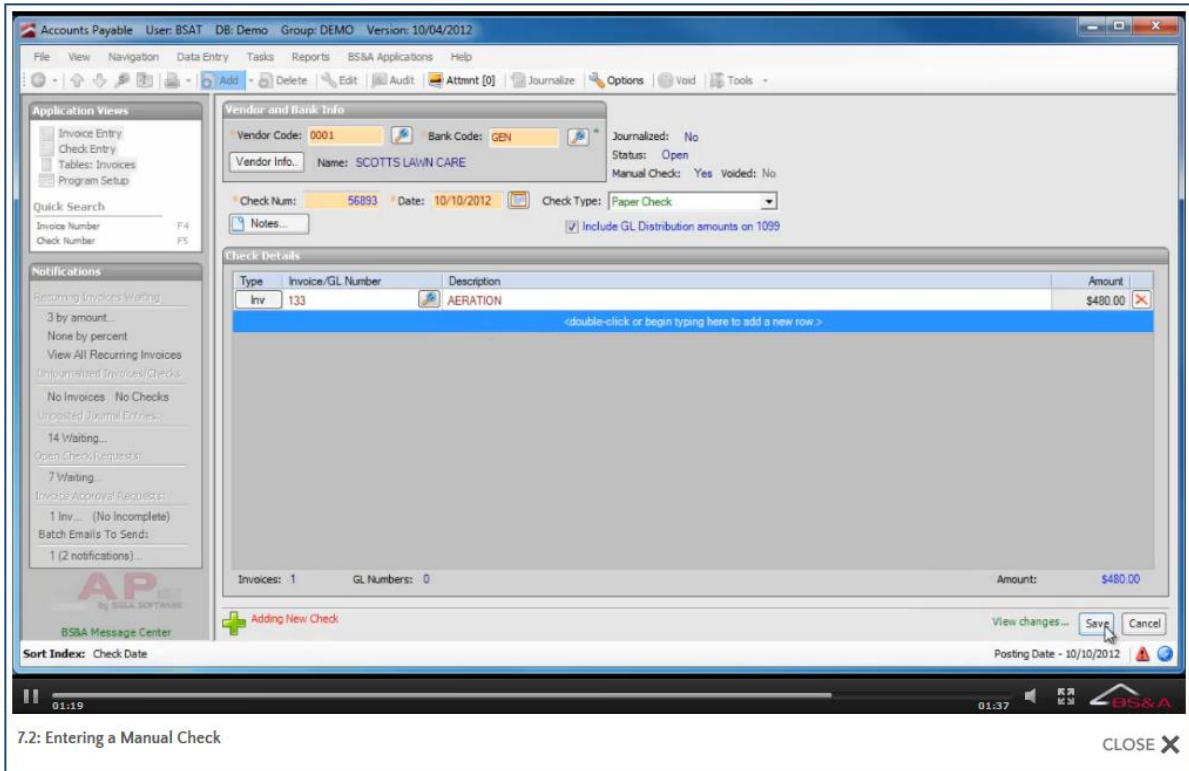 Accounts Payable User: BSAT DB: Demo Group: DEMO Version: 10/04/2012
File View Navigation Data Entry Tasks Reports BS&A Applications Help
Add Delete Edit Audit Attmnt [0] Journalize Options Void Tools
Application Views
Invoice Entry
Check Entry
Tables: Invoices
Program Setup
Quick Search
Invoice Number F4
Check Number F5
Notifications
Recurring Invoices Waiting
3 by amount...
None by percent
View All Recurring Invoices
Unjournalized Invoices/Checks
No Invoices No Checks
Unposted Journal Entries:
14 Waiting...
Open Check Requests:
7 Waiting...
Invoice Approval Requests:
1 Inv... (No Incomplete)
Batch Emails To Send:
1 (2 notifications)...
AP
by BS&A SOFTWARE
BS&A Message Center
Vendor and Bank Info
*Vendor Code: 0001 *Bank Code: GEN *
Vendor Info.. Name: SCOTTS LAWN CARE
Journalized: No
Status: Open
Manual Check: Yes Voided: No
*Check Num: 56893 *Date: 10/10/2012 Check Type: Paper Check
Notes... Include GL Distribution amounts on 1099
Check Details
Type Invoice/GL Number Description Amount
Inv 133 AERATION $480.00
<double-click or begin typing here to add a new row.>
Invoices: 1 GL Numbers: 0 Amount: $480.00
Adding New Check View changes... Save Cancel
Sort Index: Check Date Posting Date - 10/10/2012
01:19 01:37 BS&A
7.2: Entering a Manual Check CLOSE